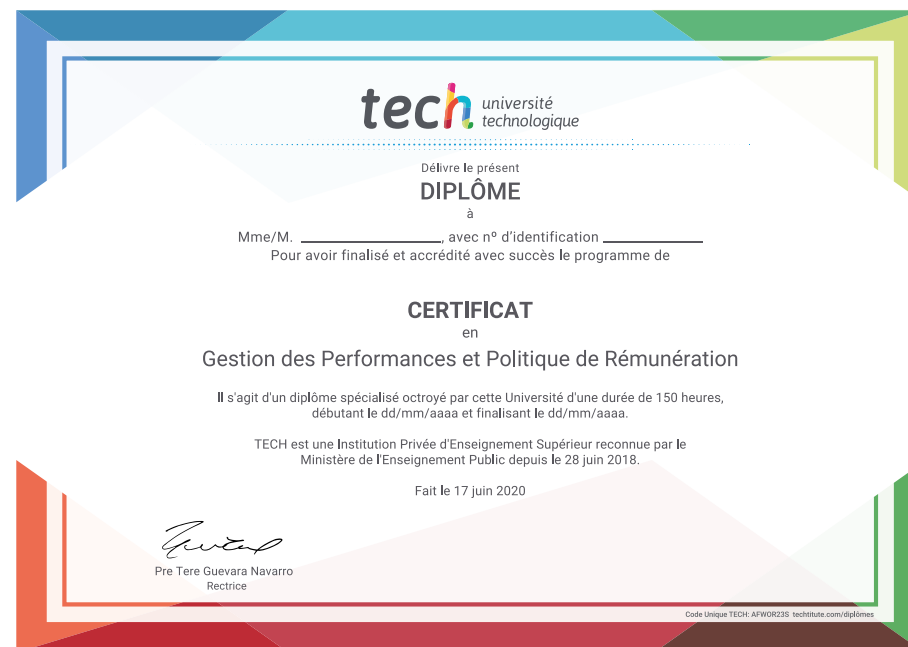 tech université
technologique
Délivre le présent
DIPLÔME
à
Mme/M. ____________________, avec nº d'identification ______________
Pour avoir finalisé et accrédité avec succès le programme de
CERTIFICAT
en
Gestion des Performances et Politique de Rémunération
Il s'agit d'un diplôme spécialisé octroyé par cette Université d'une durée de 150 heures,
débutant le dd/mm/aaaa et finalisant le dd/mm/aaaa.
TECH est une Institution Privée d'Enseignement Supérieur reconnue par le
Ministère de l'Enseignement Public depuis le 28 juin 2018.
Fait le 17 juin 2020
Pre Tere Guevara Navarro
Rectrice
Code Unique TECH: AFWOR23S techtitute.com/diplômes